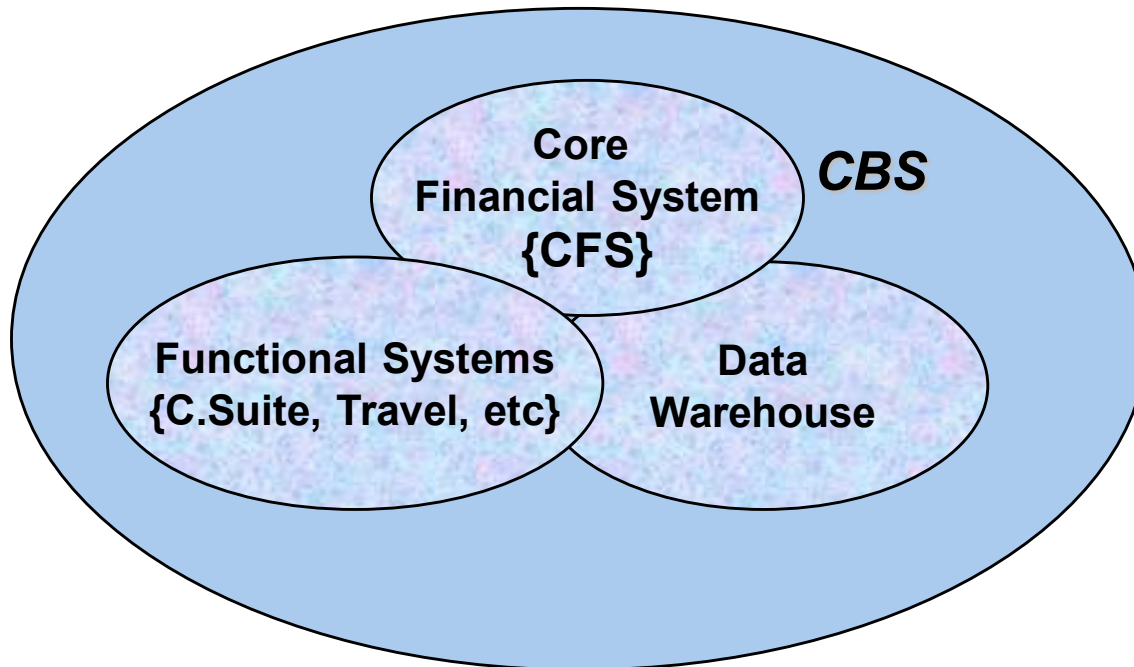 Core
Financial System
{CFS}
CBS
Functional Systems
{C.Suite, Travel, etc}
Data
Warehouse